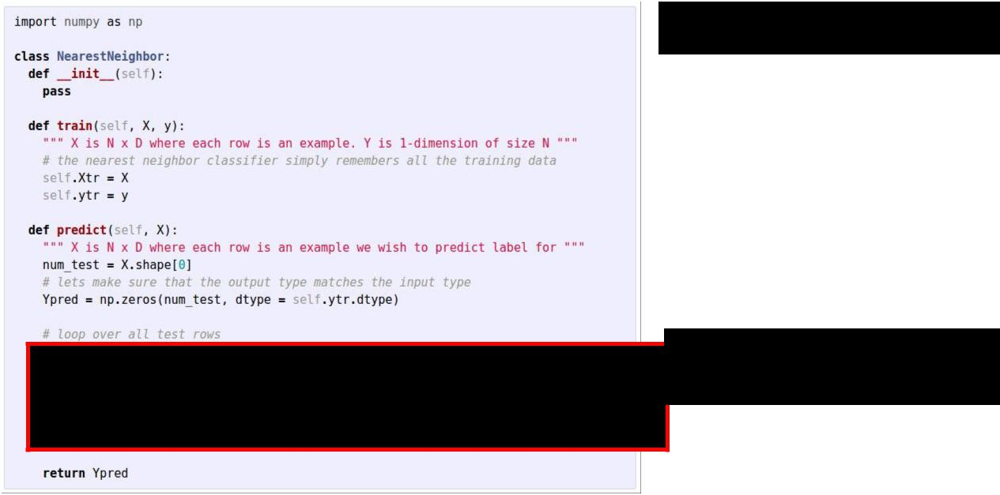 import numpy as np
class NearestNeighbor:
def __init__(self):
pass
def train(self, X, y):
""" X is N x D where each row is an example. Y is 1-dimension of size N """
# the nearest neighbor classifier simply remembers all the training data
self.Xtr = X
self.ytr = y
def predict(self, X):
""" X is N x D where each row is an example we wish to predict label for """
num_test = X.shape[0]
# lets make sure that the output type matches the input type
Ypred = np.zeros(num_test, dtype = self.ytr.dtype)
# loop over all test rows
return Ypred